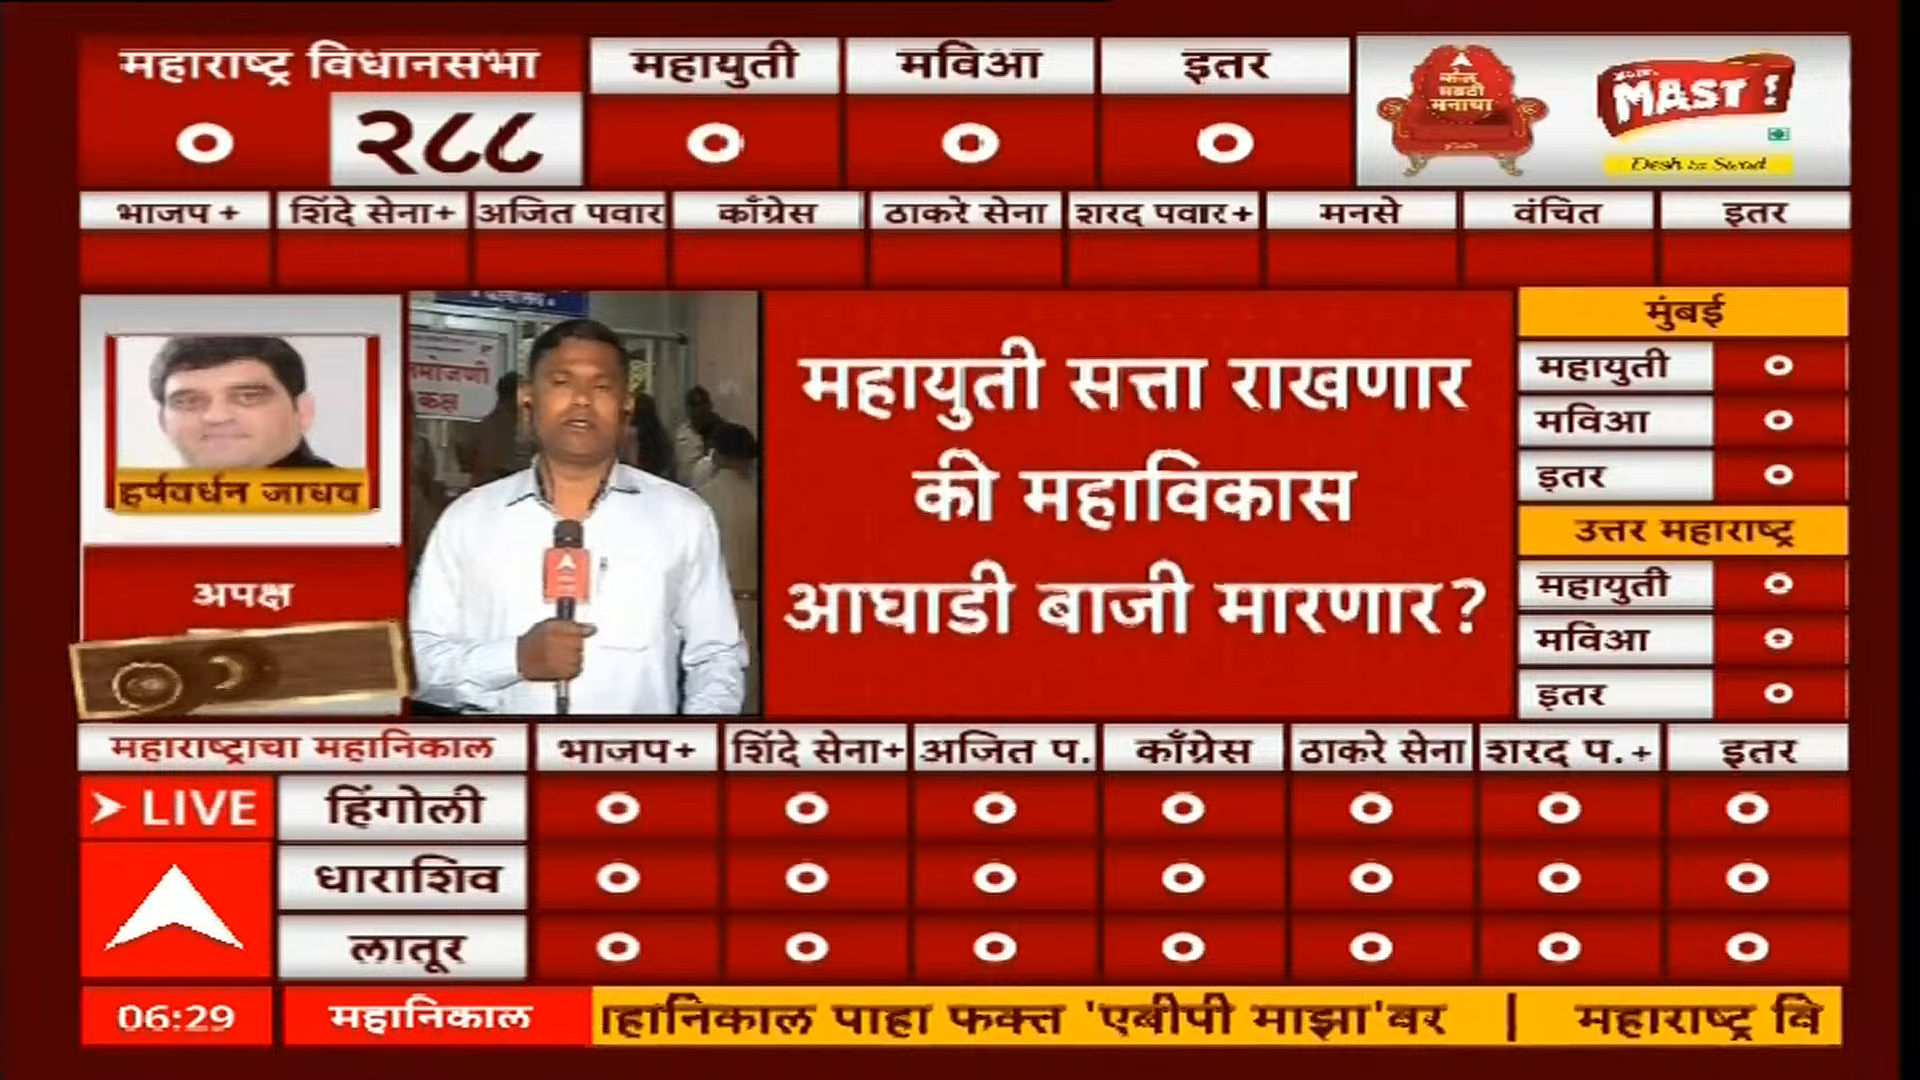 महाराष्ट्र विधानसभा
० २८८
महायुती
०
मविआ
०
इतर
०
MAST !
Desh ka Swad
भाजप + शिंदे सेना+ अजित पवार काँग्रेस ठाकरे सेना शरद पवार+ मनसे वंचित इतर
हर्षवर्धन जाधव
अपक्ष
कक्ष
महायुती सत्ता राखणार
की महाविकास
आघाडी बाजी मारणार?
मुंबई
महायुती ०
मविआ ०
इतर ०
उत्तर महाराष्ट्र
महायुती ०
मविआ ०
इतर ०
महाराष्ट्राचा महानिकाल भाजप+ शिंदे सेना+ अजित प. काँग्रेस ठाकरे सेना शरद प.+ इतर
LIVE
हिंगोली ० ० ० ० ० ० ०
धाराशिव ० ० ० ० ० ० ०
लातूर ० ० ० ० ० ० ०
06:29 महानिकाल हानिकाल पाहा फक्त 'एबीपी माझा'वर | महाराष्ट्र वि